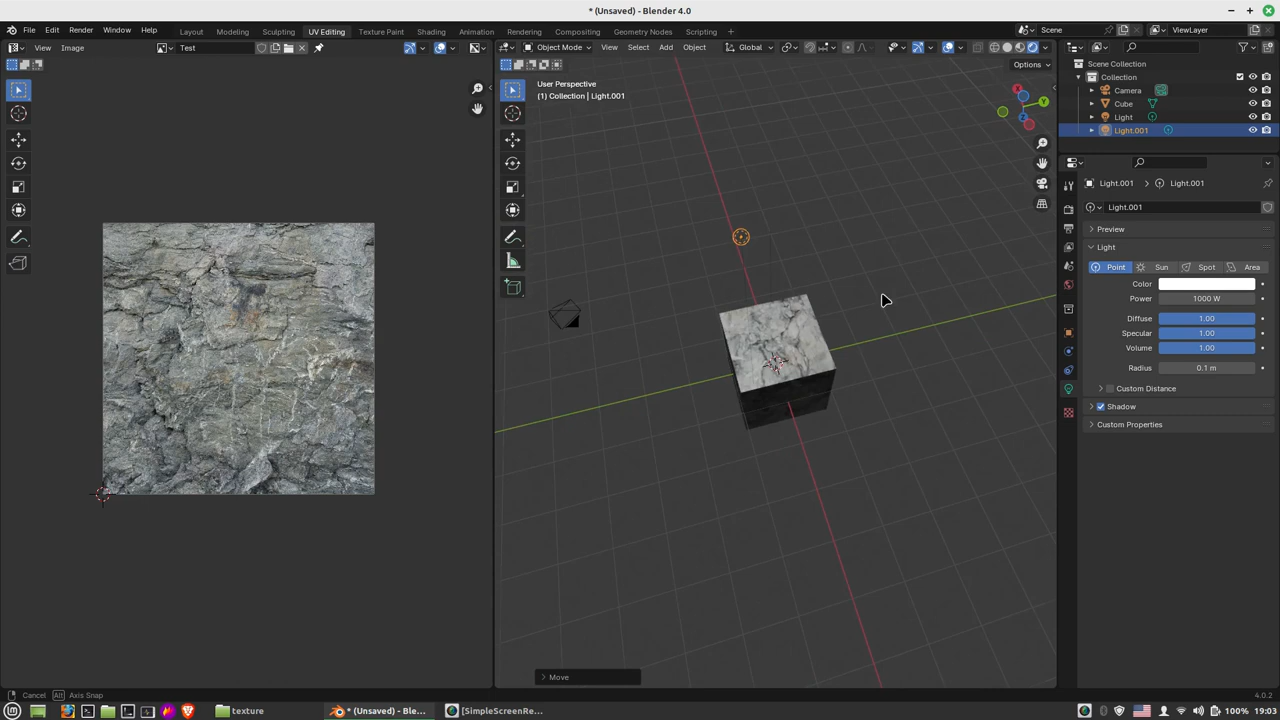 * (Unsaved) - Blender 4.0
File Edit Render Window Help Layout Modeling Sculpting UV Editing Texture Paint Shading Animation Rendering Compositing Geometry Nodes Scripting + Scene ViewLayer
View Image Test Object Mode View Select Add Object Global
Options
User Perspective
(1) Collection | Light.001
X
Y
Z
Scene Collection
Collection
Camera
Cube
Light
Light.001
Light.001 > Light.001
Light.001
Preview
Light
Point Sun Spot Area
Color
Power 1000 W
Diffuse 1.00
Specular 1.00
Volume 1.00
Radius 0.1 m
Custom Distance
Shadow
Custom Properties
> Move
Cancel Alt Axis Snap 4.0.2
texture * (Unsaved) - Ble... [SimpleScreenRe... 100% 19:03